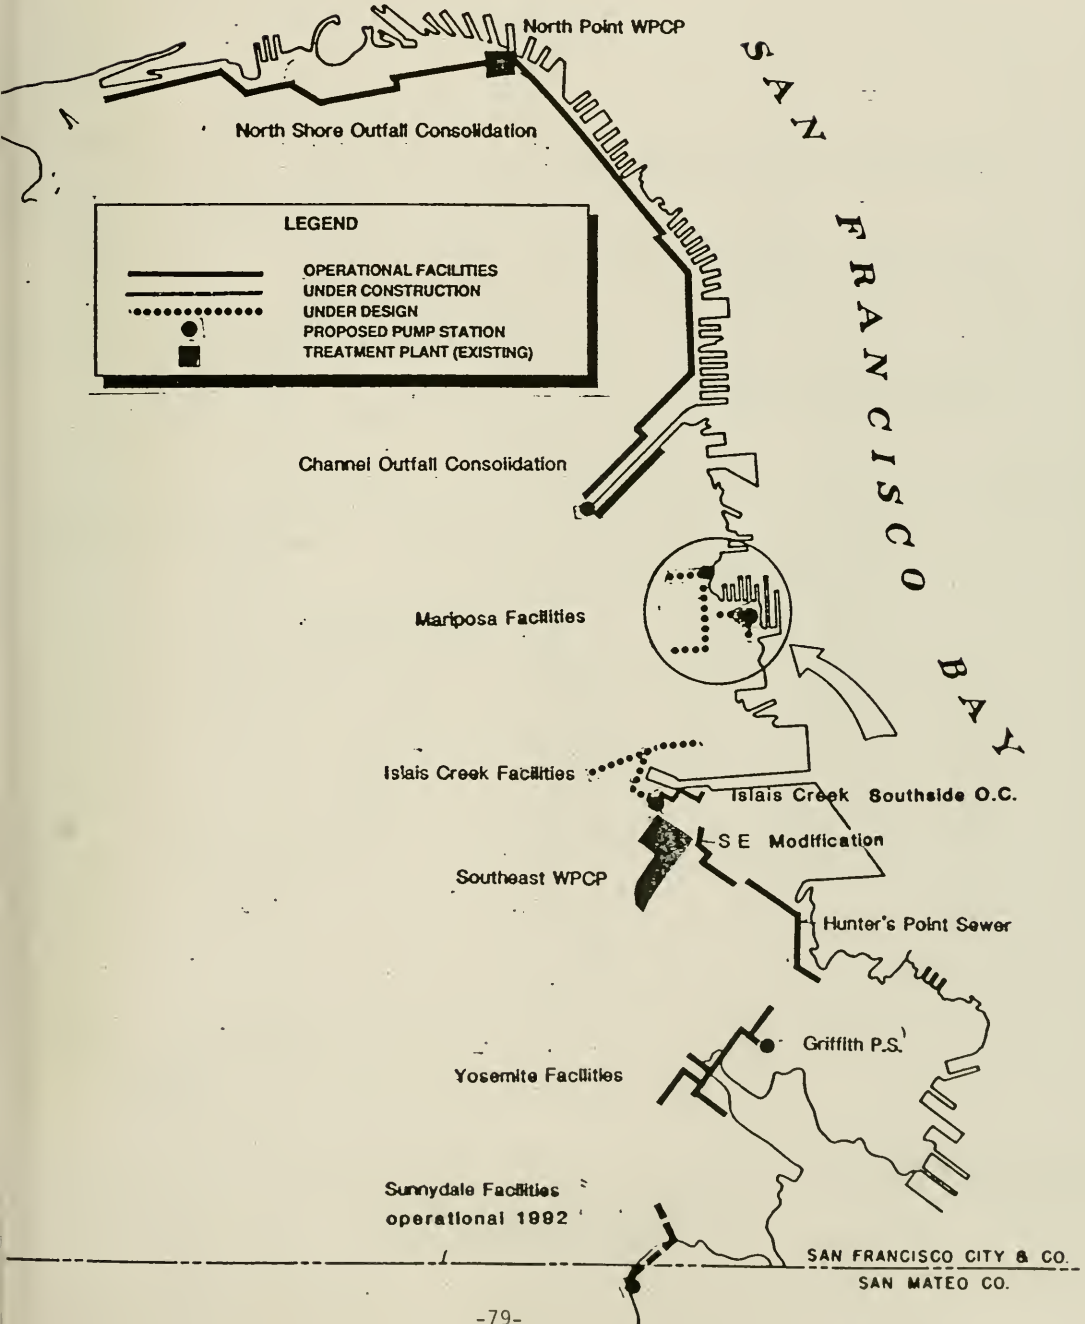 North Point WPCP
SAN FRANCISCO BAY
North Shore Outfall Consolidation
LEGEND
OPERATIONAL FACILITIES
UNDER CONSTRUCTION
UNDER DESIGN
PROPOSED PUMP STATION
TREATMENT PLANT (EXISTING)
Channel Outfall Consolidation
Mariposa Facilities
Islais Creek Facilities
Islais Creek Southside O.C.
S E Modification
Southeast WPCP
Hunter's Point Sewer
Griffith P.S.
Yosemite Facilities
Sunnydale Facilities
operational 1992
SAN FRANCISCO CITY & CO.
SAN MATEO CO.
-79-